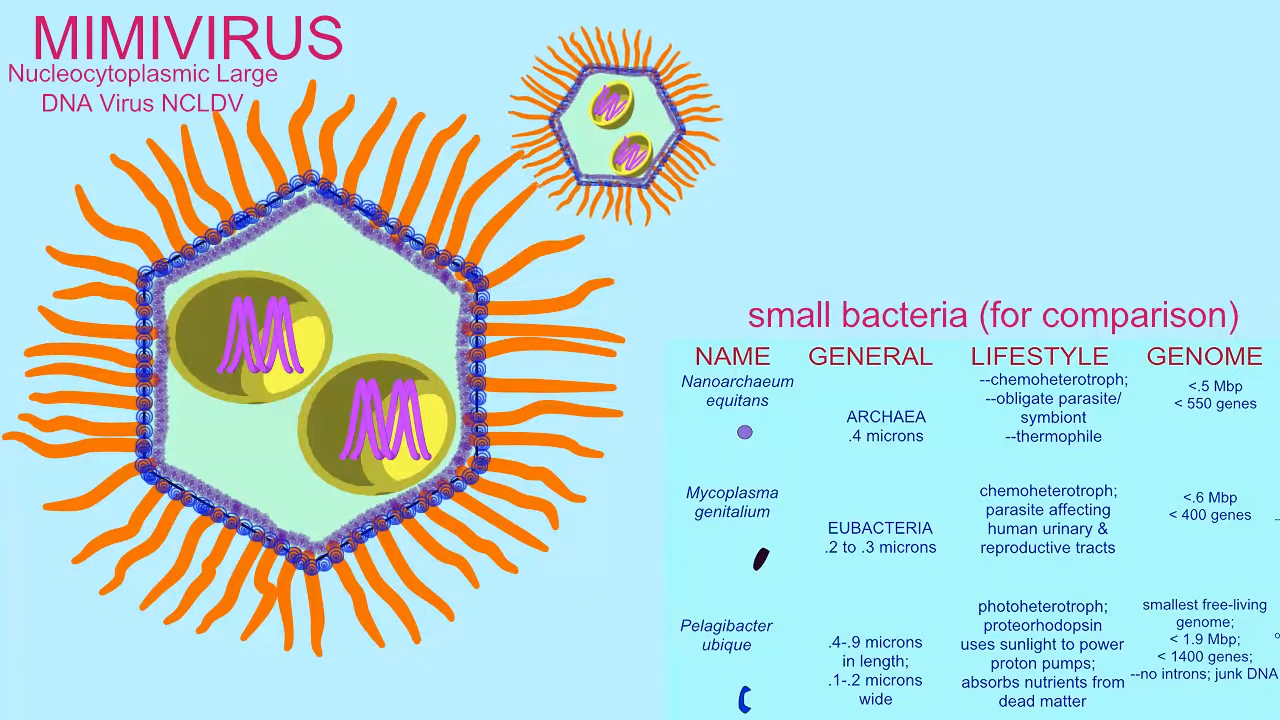 MIMIVIRUS
Nucleocytoplasmic Large
DNA Virus NCLDV
small bacteria (for comparison)
NAME GENERAL LIFESTYLE GENOME
Nanoarchaeum
equitans
ARCHAEA
.4 microns
--chemoheterotroph;
--obligate parasite/
symbiont
--thermophile
<.5 Mbp
< 550 genes
Mycoplasma
genitalium
EUBACTERIA
.2 to .3 microns
chemoheterotroph;
parasite affecting
human urinary &
reproductive tracts
<.6 Mbp
< 400 genes
Pelagibacter
ubique
.4-.9 microns
in length;
.1-.2 microns
wide
photoheterotroph;
proteorhodopsin
uses sunlight to power
proton pumps;
absorbs nutrients from
dead matter
smallest free-living
genome;
< 1.9 Mbp;
< 1400 genes;
--no introns; junk DNA